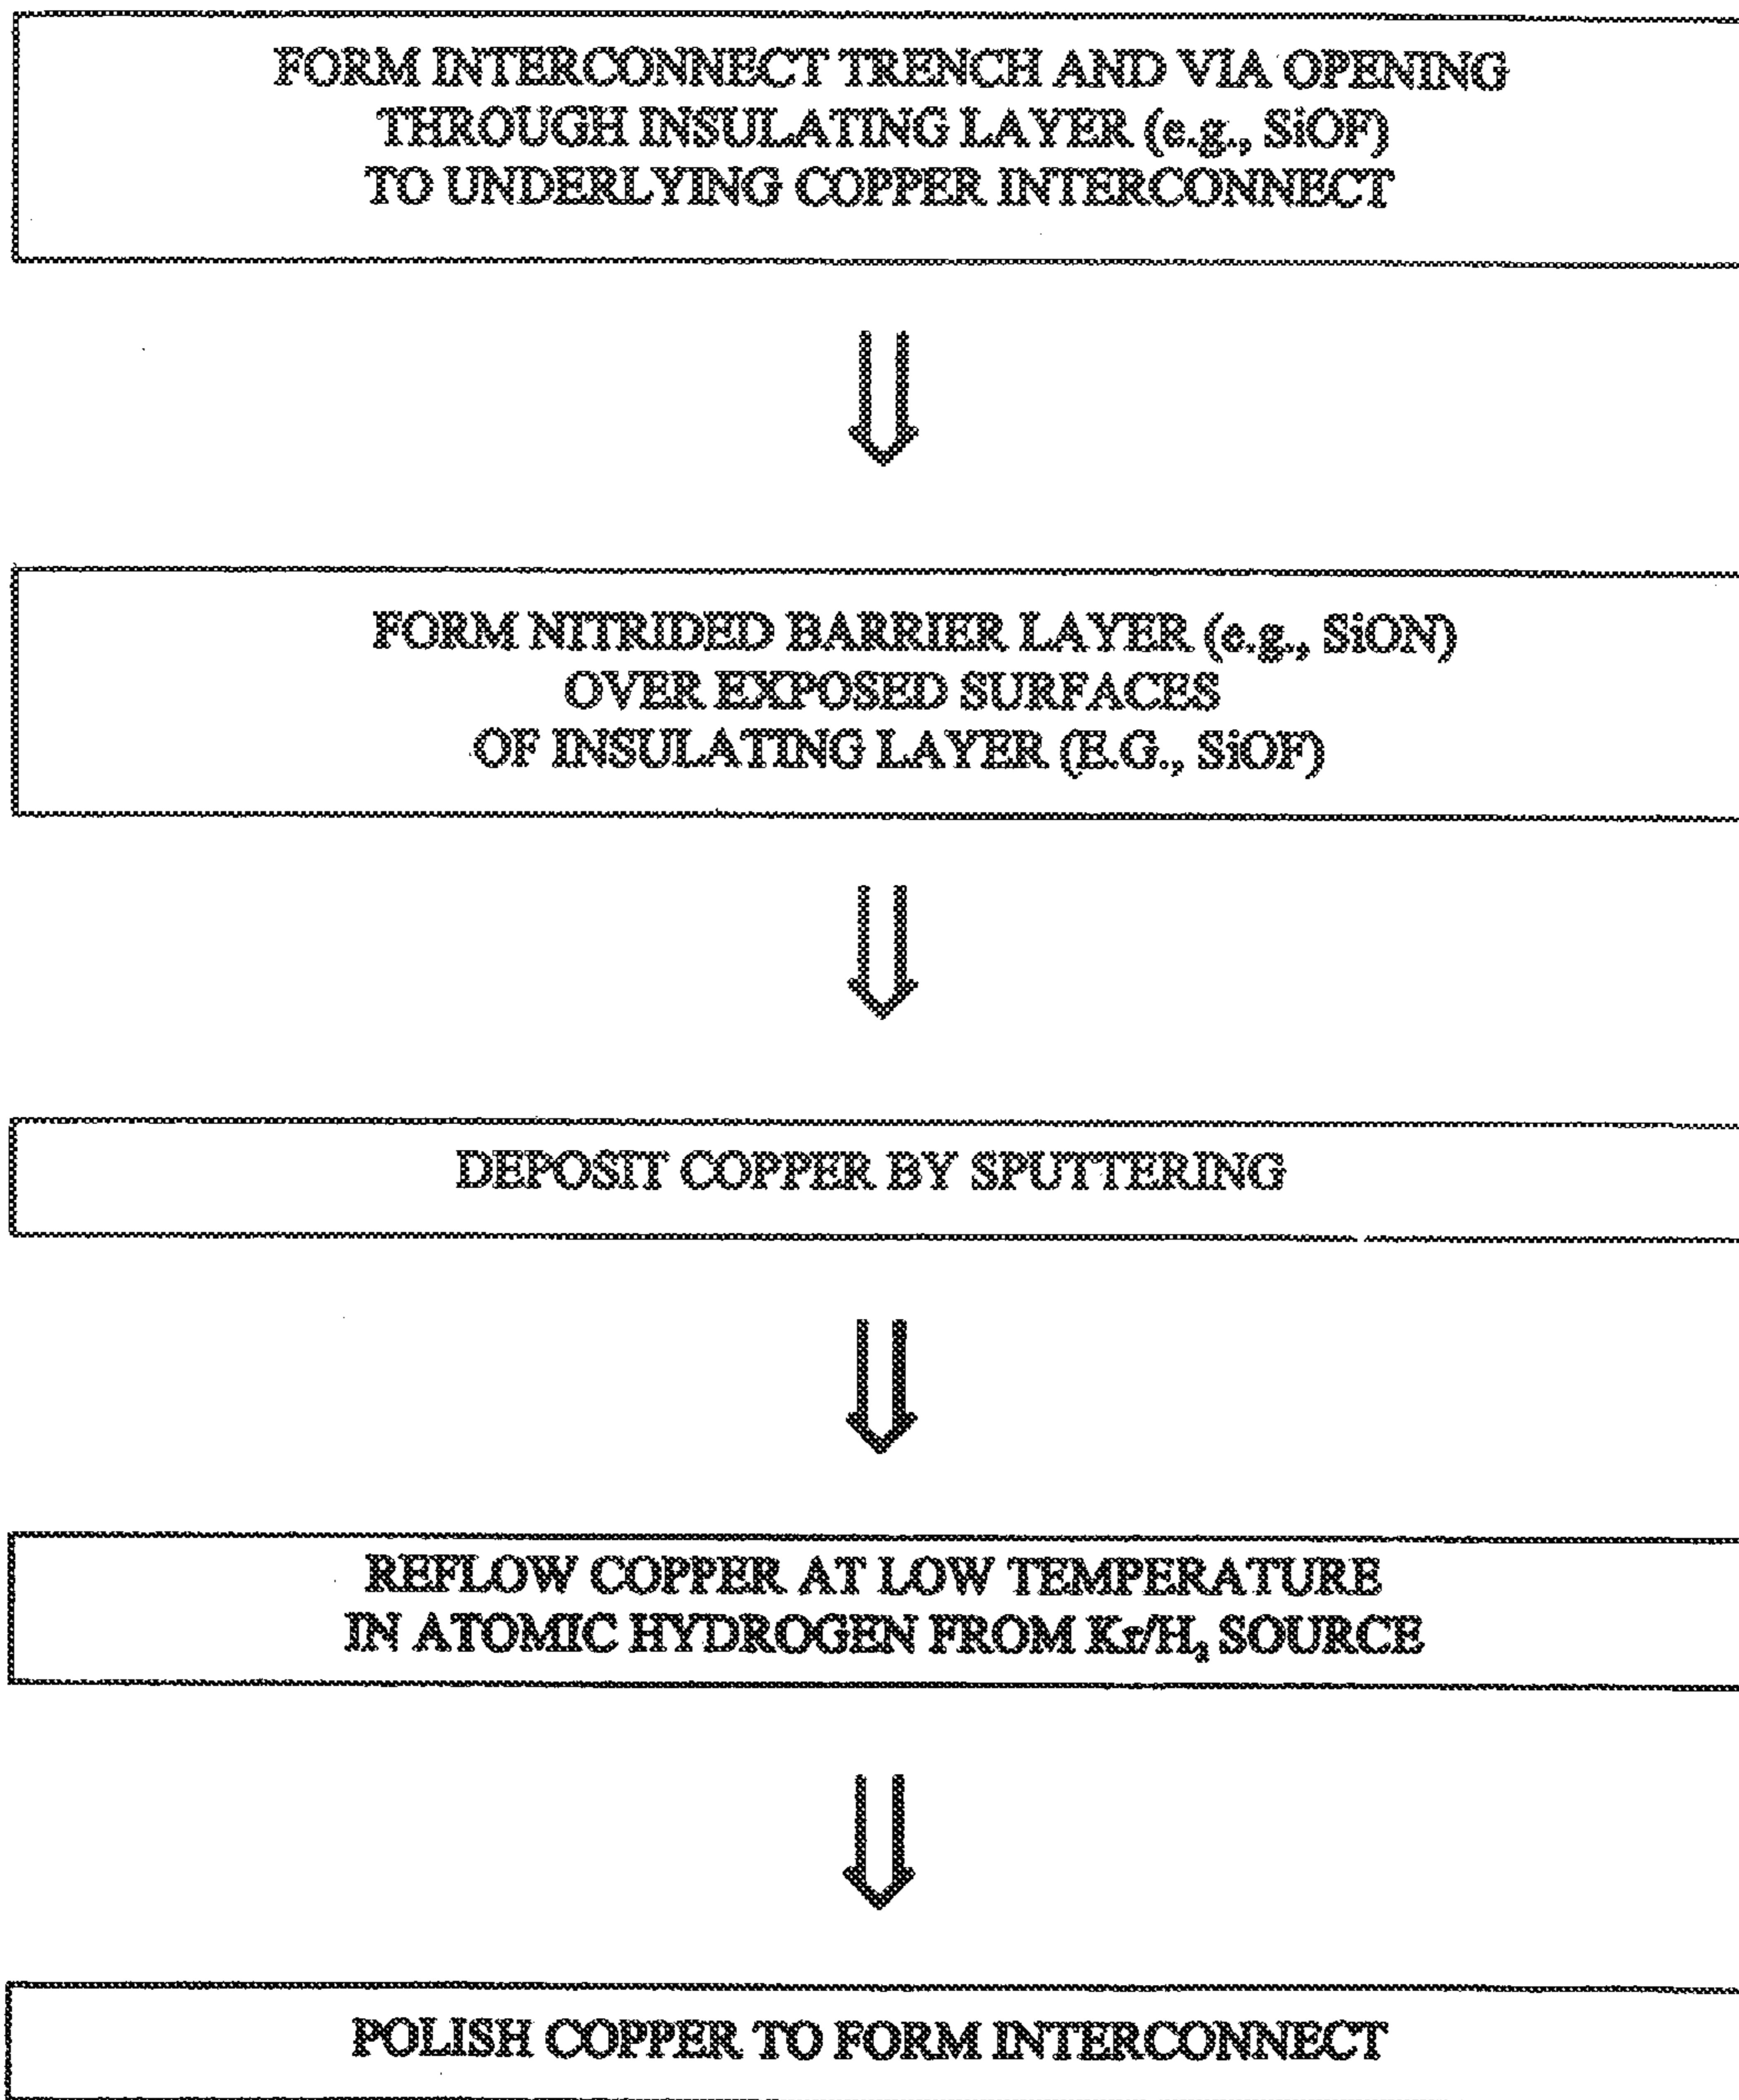 FORM INTERCONNECT TRENCH AND VIA OPENING
THROUGH INSULATING LAYER (e.g., SiOF)
TO UNDERLYING COPPER INTERCONNECT
FORM NITRIDED BARRIER LAYER (e.g., SiON)
OVER EXPOSED SURFACES
OF INSULATING LAYER (E.G., SiOF)
DEPOSIT COPPER BY SPUTTERING
REFLOW COPPER AT LOW TEMPERATURE
IN ATOMIC HYDROGEN FROM Kr/H₂ SOURCE
POLISH COPPER TO FORM INTERCONNECT